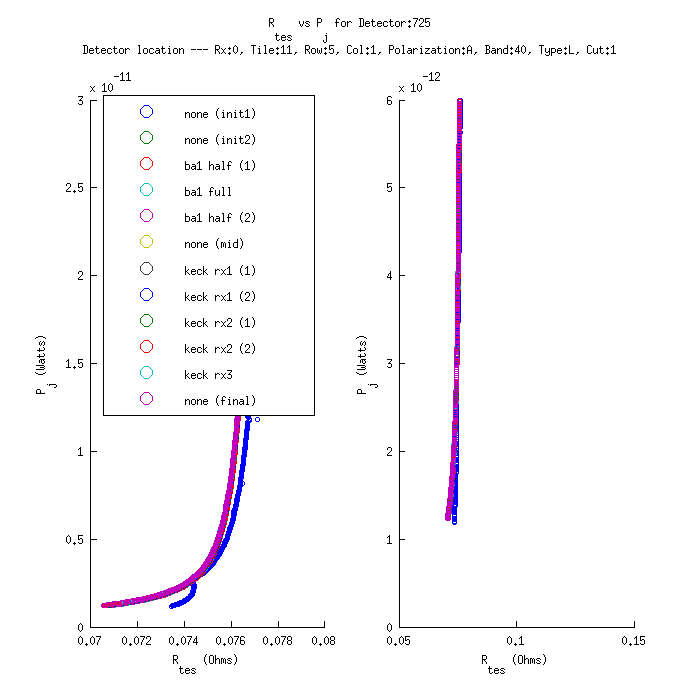 R    vs P  for Detector:725
tes      j
Detector location --- Rx:0, Tile:11, Row:5, Col:1, Polarization:A, Band:40, Type:L, Cut:1
x 10^-11
3
2.5
2
1.5
1
0.5
0
P_j (Watts)
none (init1)
none (init2)
ba1 half (1)
ba1 full
ba1 half (2)
none (mid)
keck rx1 (1)
keck rx1 (2)
keck rx2 (1)
keck rx2 (2)
keck rx3
none (final)
0.07 0.072 0.074 0.076 0.078 0.08
R_tes (Ohms)
x 10^-12
6
5
4
3
2
1
0
P_j (Watts)
0.05 0.1 0.15
R_tes (Ohms)